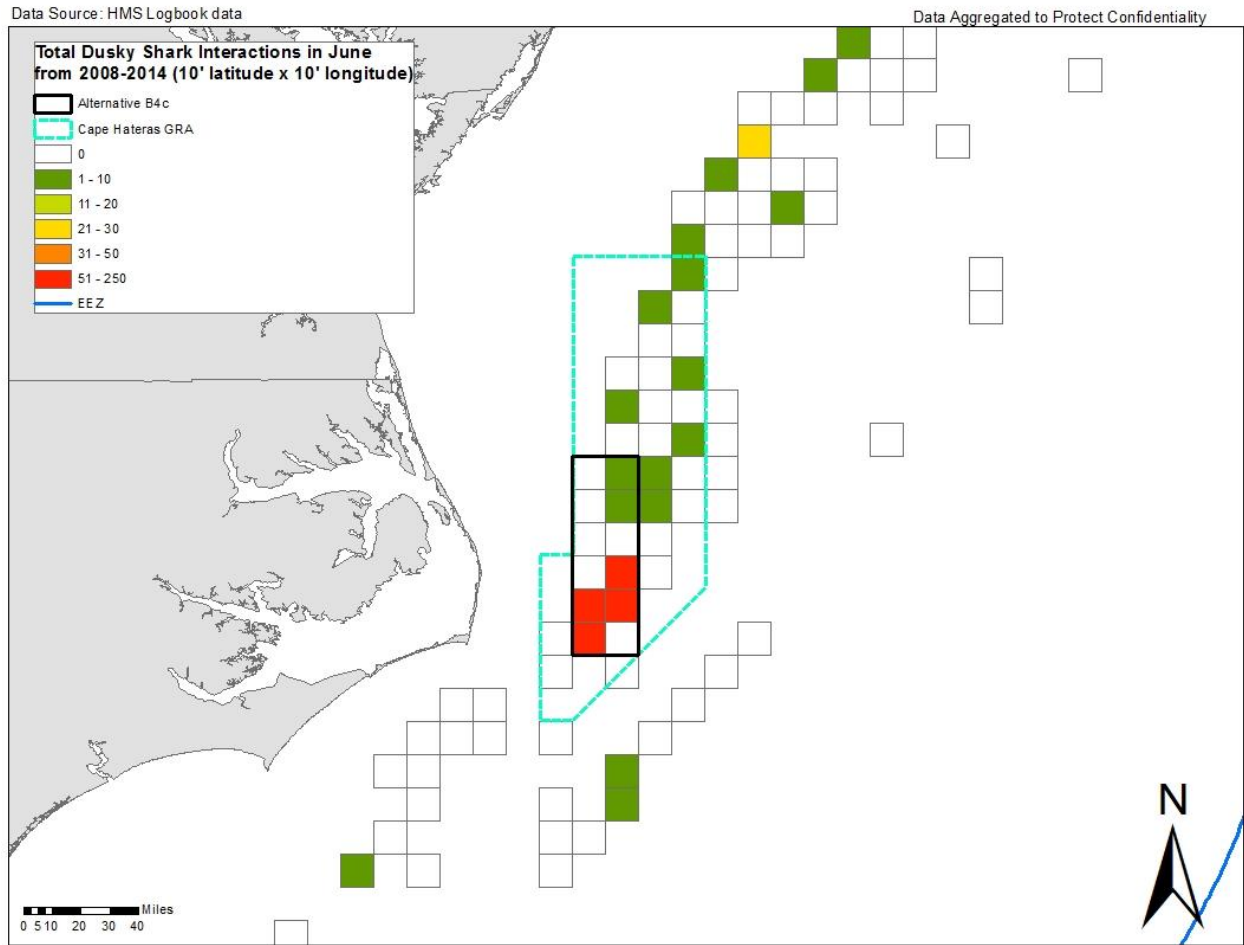 Data Source: HMS Logbook data
Data Aggregated to Protect Confidentiality
Total Dusky Shark Interactions in June
from 2008-2014 (10' latitude x 10' longitude)
Alternative B4c
Cape Hateras GRA
0
1 - 10
11 - 20
21 - 30
31 - 50
51 - 250
EEZ
N
Miles
0 5 10 20 30 40